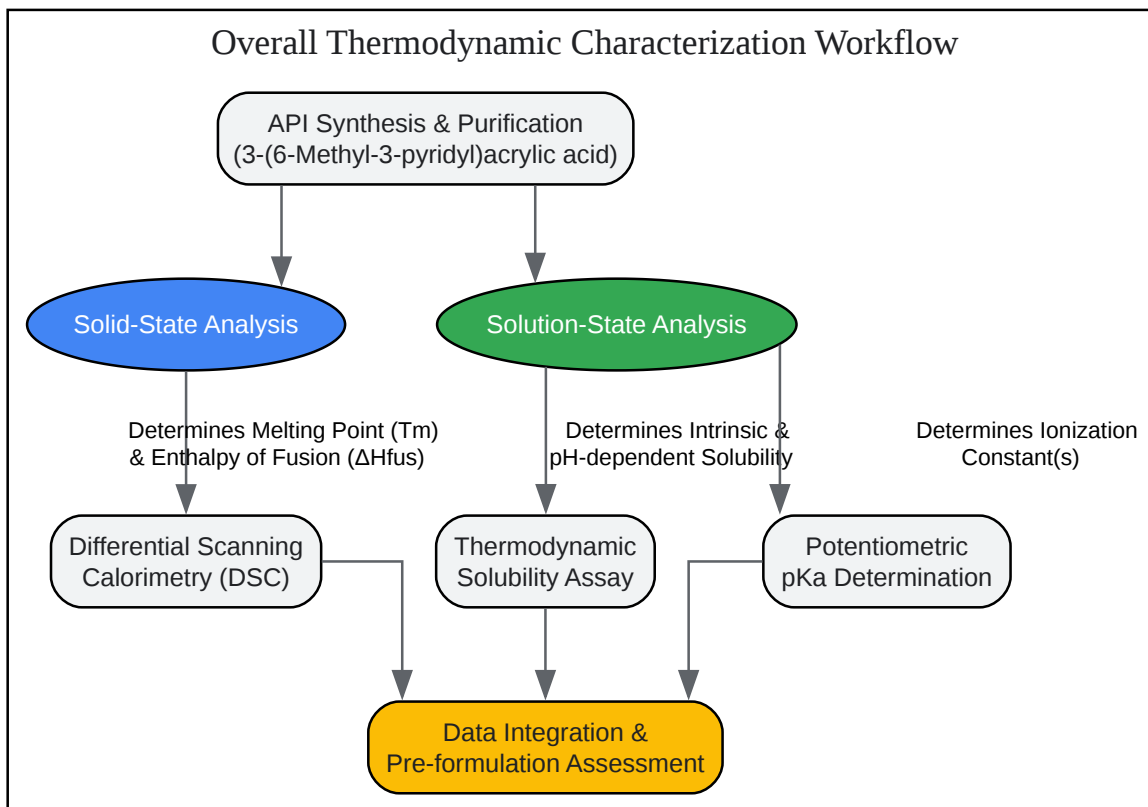 Overall Thermodynamic Characterization Workflow
API Synthesis & Purification
(3-(6-Methyl-3-pyridyl)acrylic acid)
Solid-State Analysis
Solution-State Analysis
Determines Melting Point (Tm)
& Enthalpy of Fusion (ΔHfus)
Determines Intrinsic &
pH-dependent Solubility
Determines Ionization
Constant(s)
Differential Scanning
Calorimetry (DSC)
Thermodynamic
Solubility Assay
Potentiometric
pKa Determination
Data Integration &
Pre-formulation Assessment